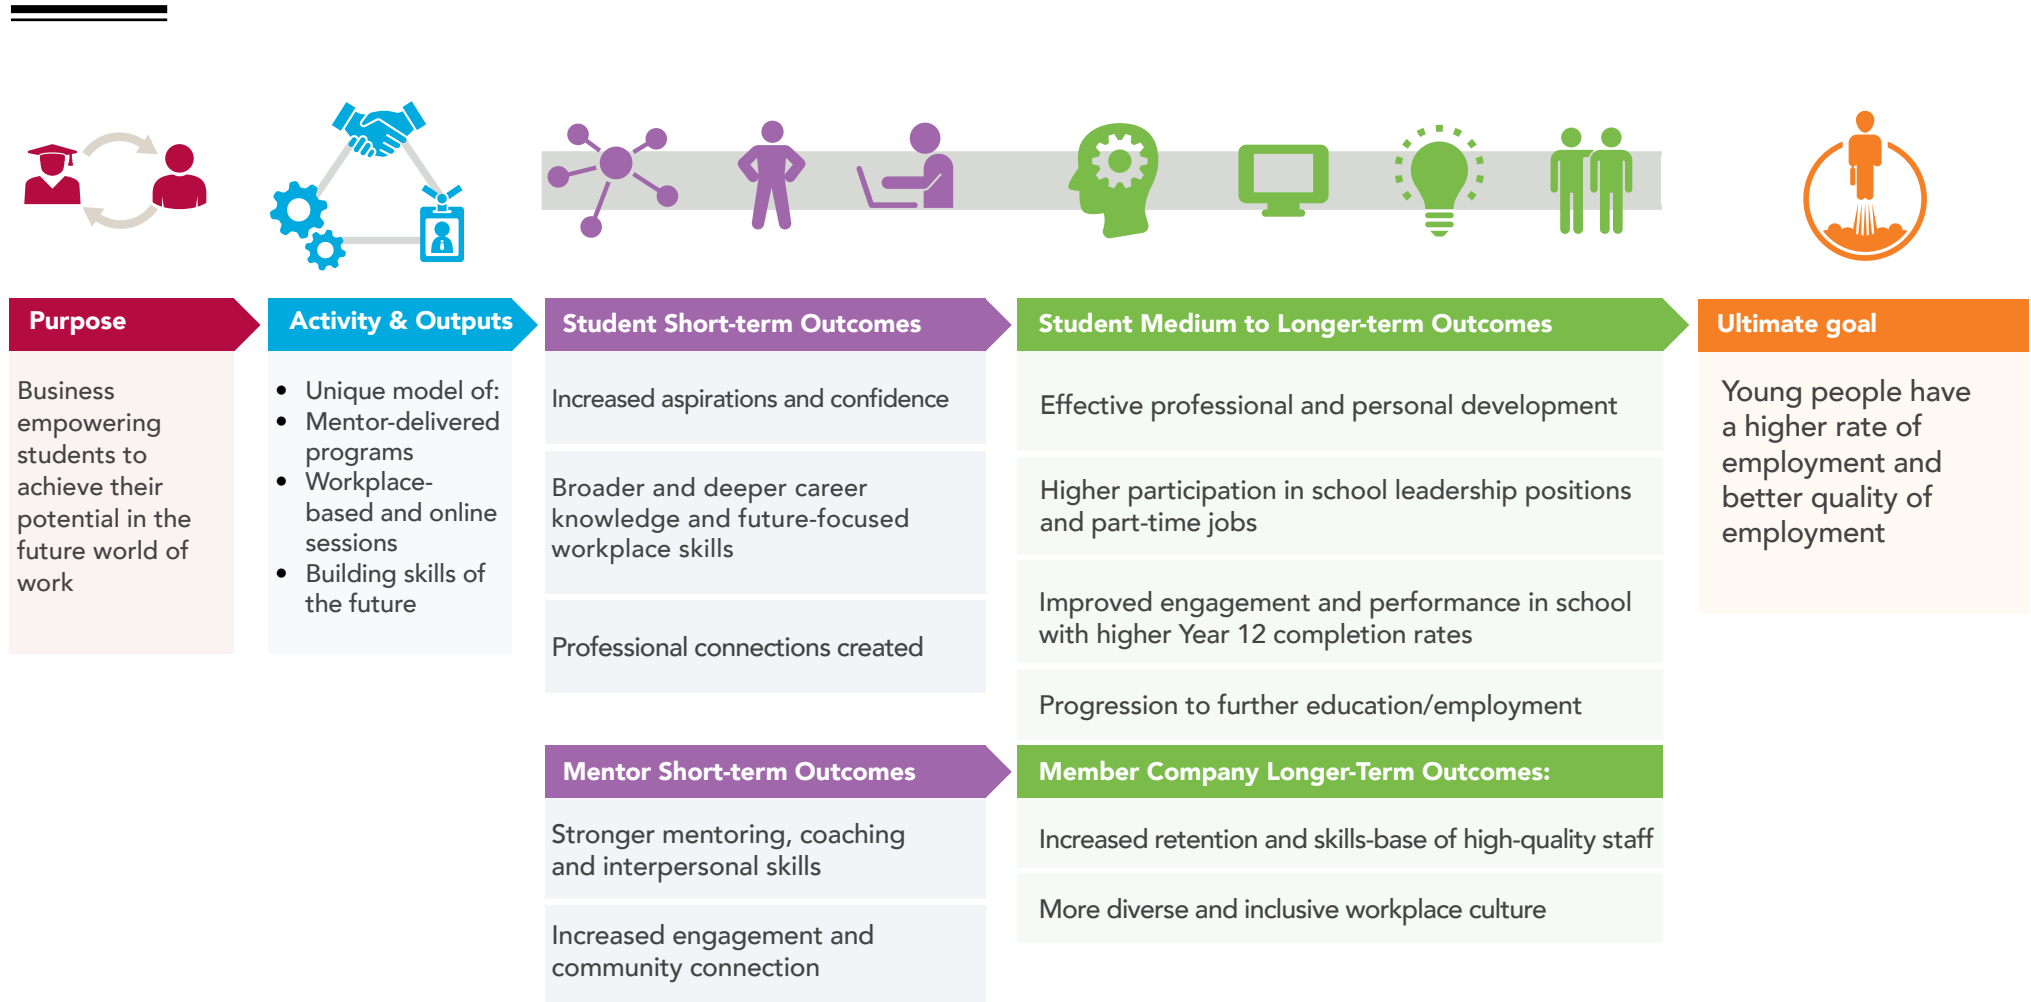 Purpose
Business
empowering
students to
achieve their
potential in the
future world of
work
Activity & Outputs
• Unique model of:
• Mentor-delivered
programs
• Workplace-
based and online
sessions
• Building skills of
the future
Student Short-term Outcomes
Increased aspirations and confidence
Broader and deeper career
knowledge and future-focused
workplace skills
Professional connections created
Mentor Short-term Outcomes
Stronger mentoring, coaching
and interpersonal skills
Increased engagement and
community connection
Student Medium to Longer-term Outcomes
Effective professional and personal development
Higher participation in school leadership positions
and part-time jobs
Improved engagement and performance in school
with higher Year 12 completion rates
Progression to further education/employment
Member Company Longer-Term Outcomes:
Increased retention and skills-base of high-quality staff
More diverse and inclusive workplace culture
Ultimate goal
Young people have
a higher rate of
employment and
better quality of
employment